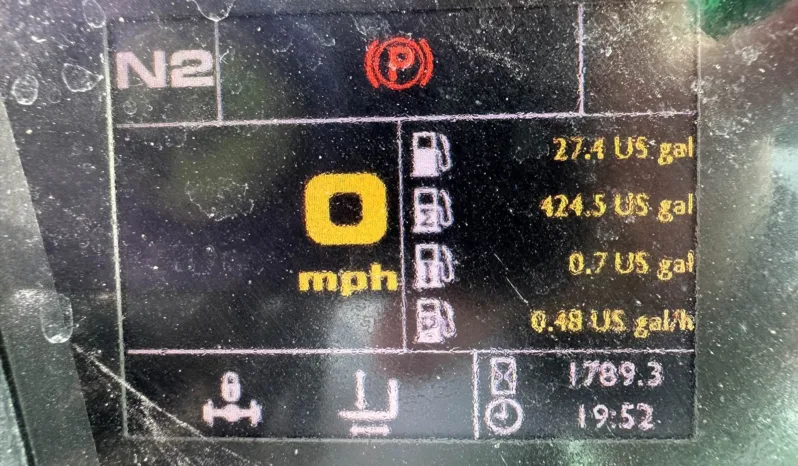 N2
P
27.4 US gal
424.5 US gal
0
mph
0.7 US gal
0.48 US gal/h
1789.3
19:52